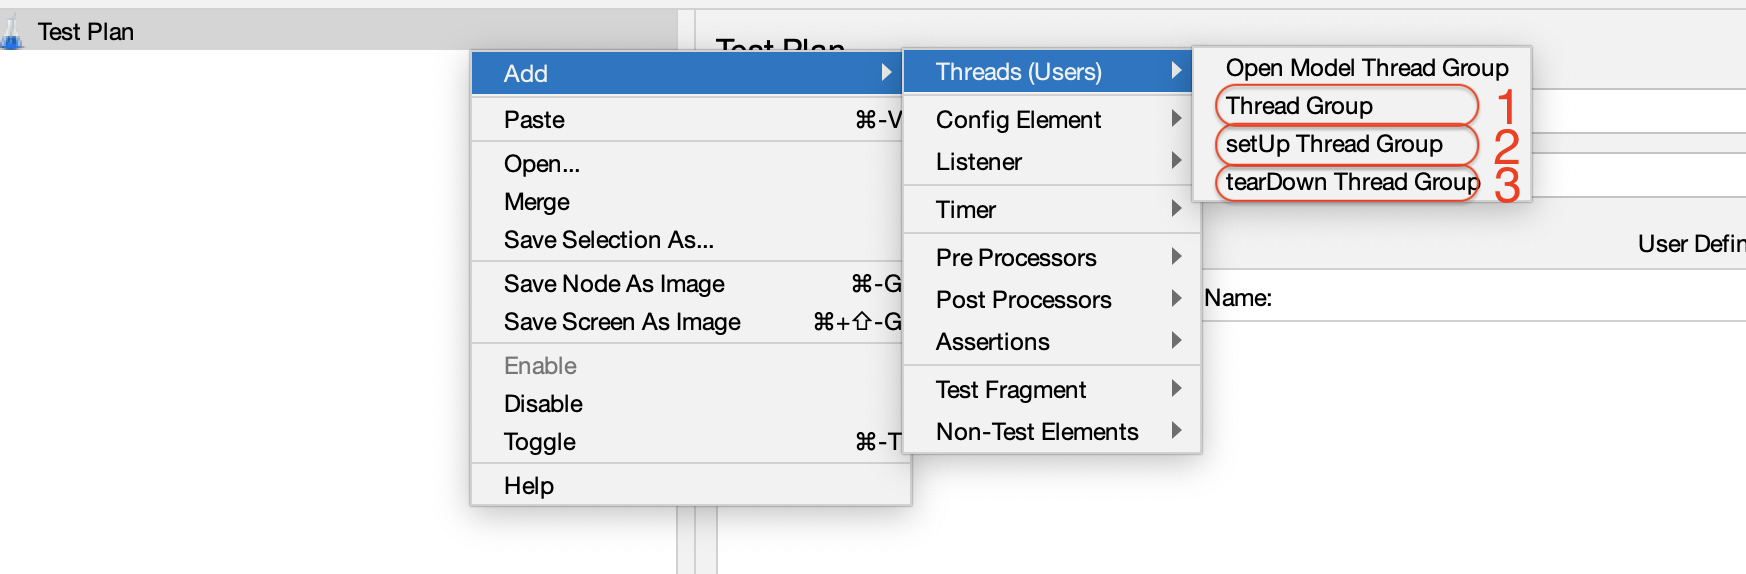 Test Plan
Test Plan
Add
Paste ⌘-V
Open...
Merge
Save Selection As...
Save Node As Image ⌘-G
Save Screen As Image ⌘+⇧-G
Enable
Disable
Toggle ⌘-T
Help
Threads (Users)
Config Element
Listener
Timer
Pre Processors
Post Processors
Assertions
Test Fragment
Non-Test Elements
Open Model Thread Group
Thread Group 1
setUp Thread Group 2
tearDown Thread Group 3
User Defin
Name: